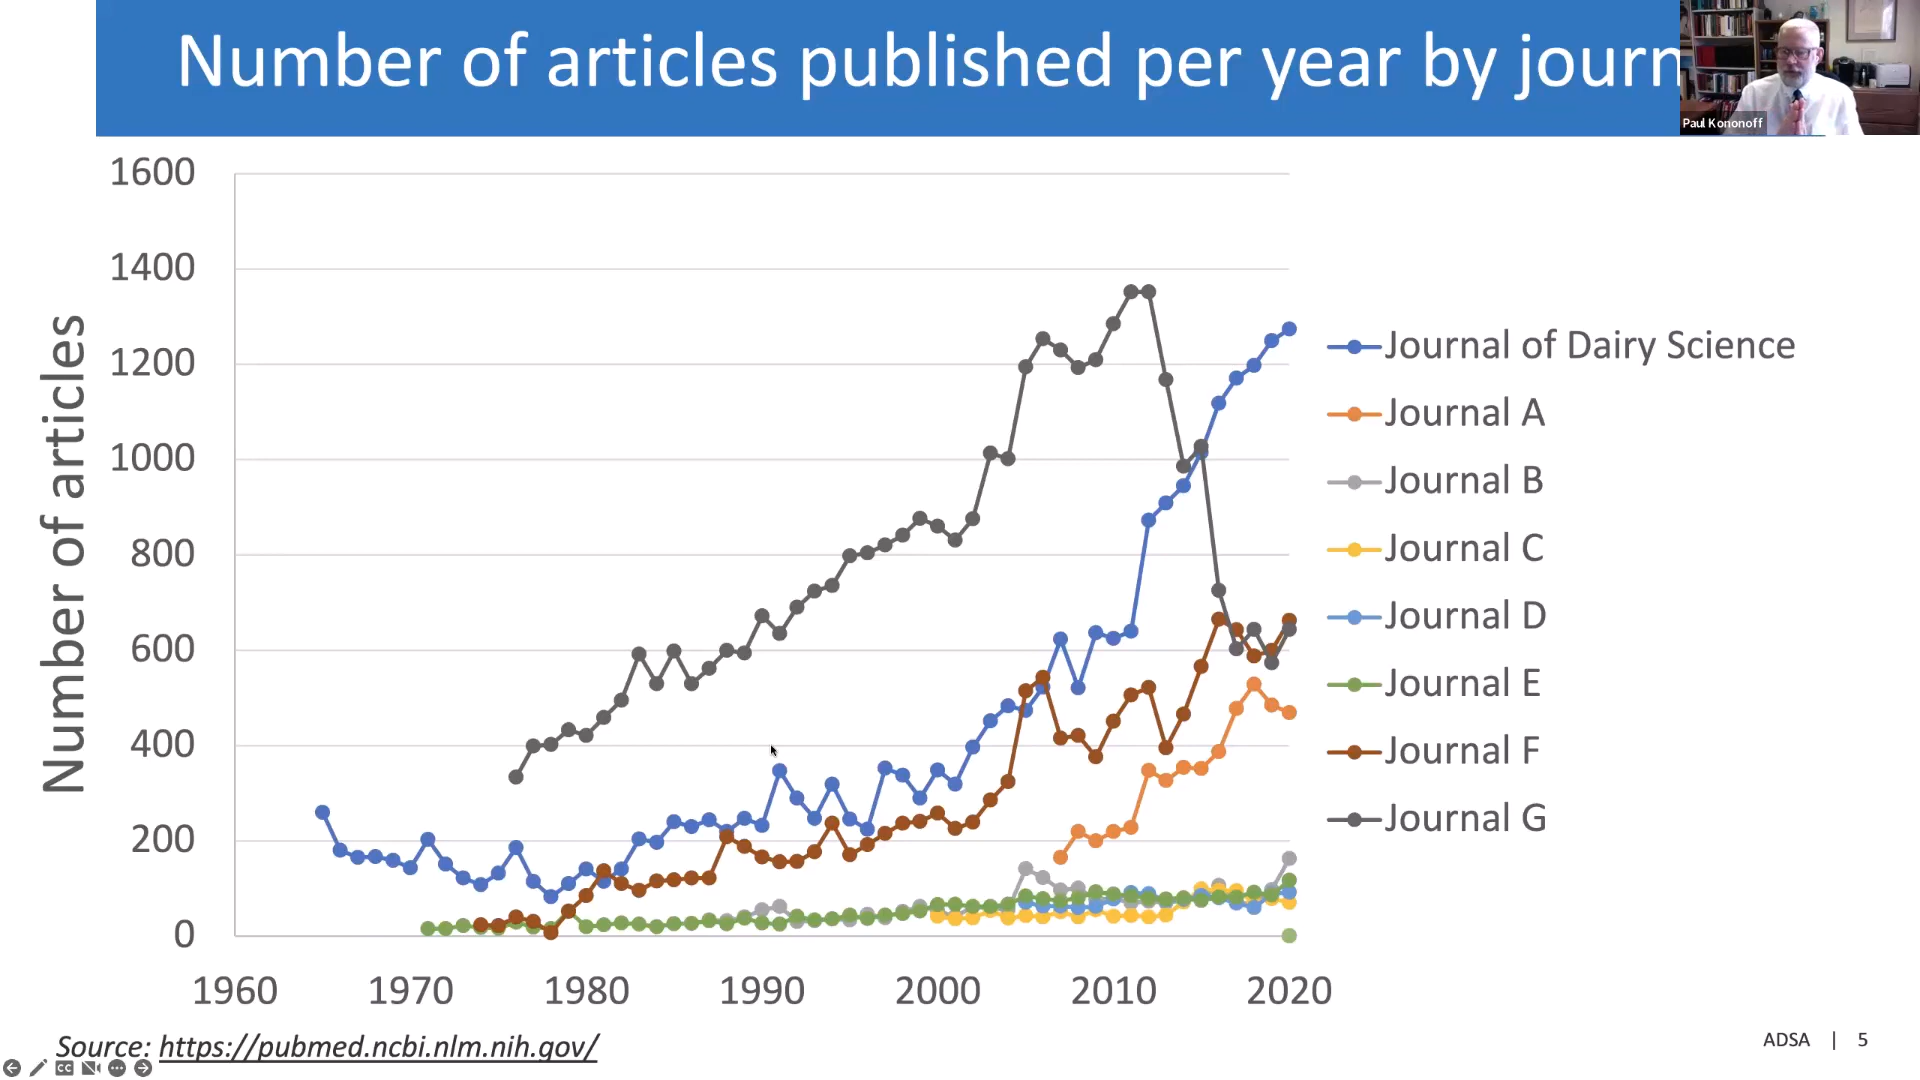 Number of articles published per year by journ
Paul Kononoff
1600
1400
1200
1000
800
600
400
200
0
Number of articles
1960 1970 1980 1990 2000 2010 2020
Journal of Dairy Science
Journal A
Journal B
Journal C
Journal D
Journal E
Journal F
Journal G
Source: https://pubmed.ncbi.nlm.nih.gov/
ADSA | 5
CC